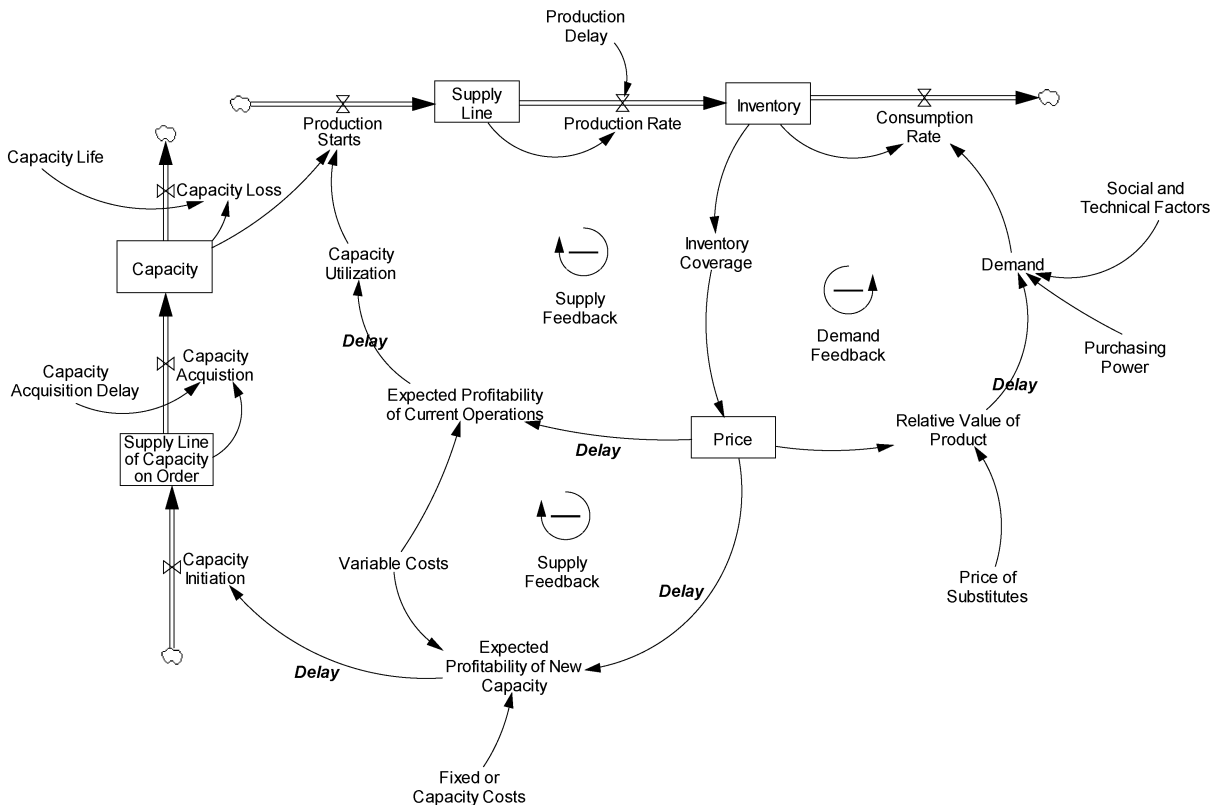 Production
Delay
Supply
Line
Inventory
Production
Starts
Production Rate
Consumption
Rate
Capacity Life
Capacity Loss
Social and
Technical Factors
Capacity
Capacity
Utilization
Inventory
Coverage
Demand
Supply
Feedback
Demand
Feedback
Delay
Purchasing
Power
Capacity
Acquisition Delay
Capacity
Acquistion
Expected Profitability
of Current Operations
Delay
Relative Value of
Product
Price
Delay
Supply Line
of Capacity
on Order
Capacity
Initiation
Variable Costs
Supply
Feedback
Price of
Substitutes
Delay
Delay
Expected
Profitability of New
Capacity
Fixed or
Capacity Costs